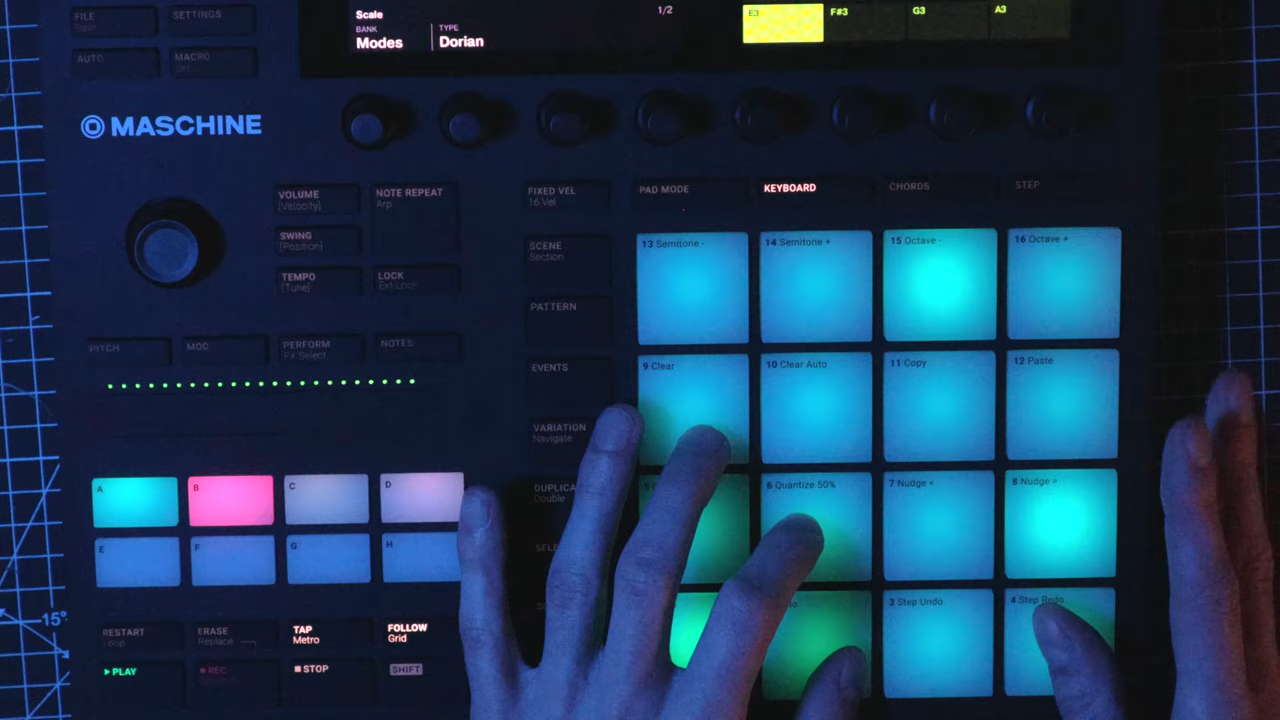 FILE
SETTINGS
AUTO
MACRO
Set
Scale
1/2
BANK
TYPE
Modes
Dorian
E3
F#3
G3
A3
MASCHINE
VOLUME
[Velocity]
NOTE REPEAT
Arp
SWING
[Position]
TEMPO
[Tune]
LOCK
Ext Lock
FIXED VEL
16 Vel
PAD MODE
KEYBOARD
CHORDS
STEP
SCENE
Section
PATTERN
EVENTS
VARIATION
Navigate
Double
13 Semitone -
14 Semitone +
15 Octave -
16 Octave +
9 Clear
10 Clear Auto
11 Copy
12 Paste
6 Quantize 50%
7 Nudge <
8 Nudge >
3 Step Undo
4 Step Redo
PITCH
MOD
PERFORM
FX Select
NOTES
A
B
C
D
E
F
G
H
RESTART
Loop
ERASE
Replace
TAP
Metro
FOLLOW
Grid
PLAY
REC
STOP
SHIFT
15°